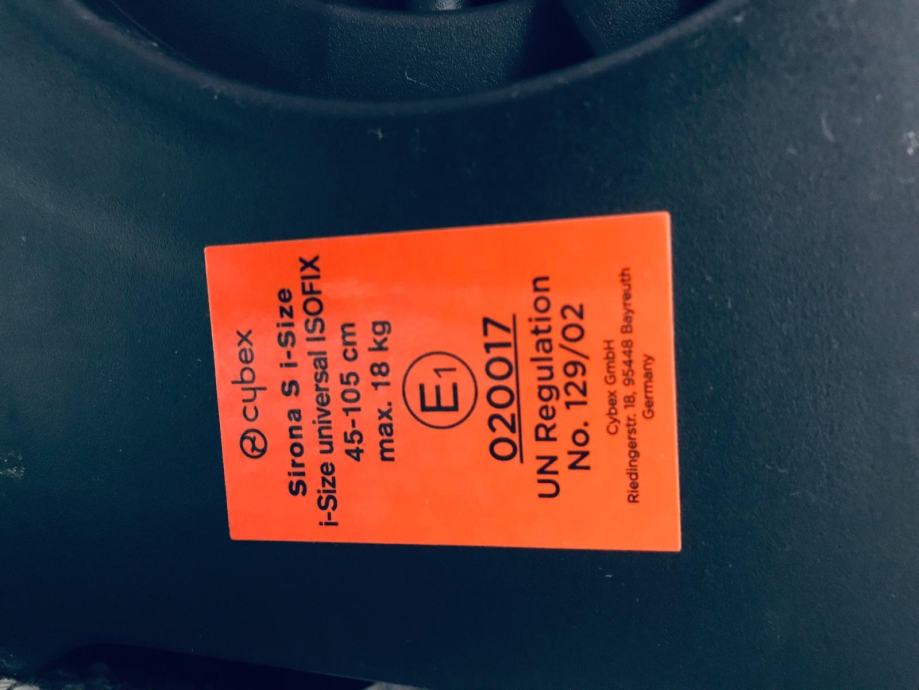 cybex
Sirona S i-Size
i-Size universal ISOFIX
45-105 cm
max. 18 kg
E1
020017
UN Regulation
No. 129/02
Cybex GmbH
Riedingerstr. 18, 95448 Bayreuth
Germany